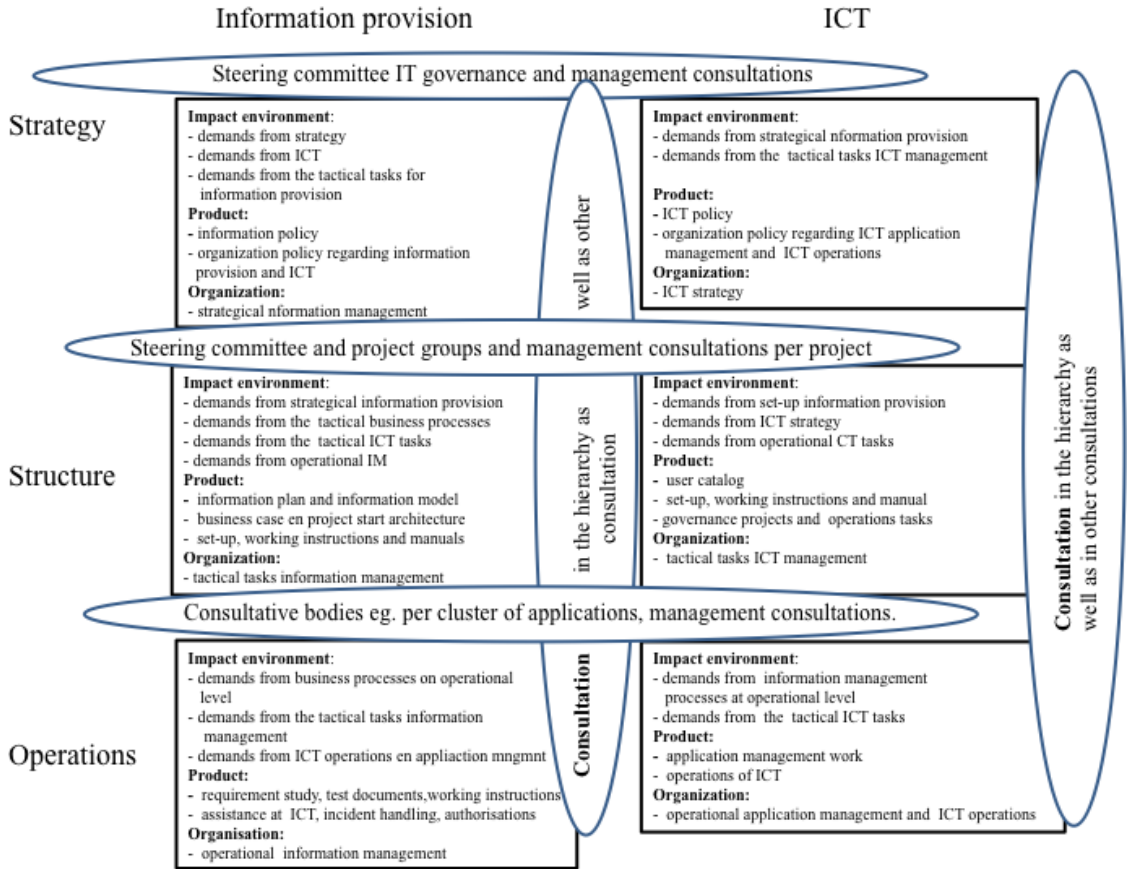 Information provision
ICT
Steering committee IT governance and management consultations
Strategy
Impact environment:
- demands from strategy
- demands from ICT
- demands from the tactical tasks for
information provision
Product:
- information policy
- organization policy regarding information
provision and ICT
Organization:
- strategical nformation management
Impact environment:
- demands from strategical nformation provision
- demands from the tactical tasks ICT management
Product:
- ICT policy
- organization policy regarding ICT application
management and ICT operations
Organization:
- ICT strategy
Steering committee and project groups and management consultations per project
Structure
Impact environment:
- demands from strategical information provision
- demands from the tactical business processes
- demands from the tactical ICT tasks
- demands from operational IM
Product:
- information plan and information model
- business case en project start architecture
- set-up, working instructions and manuals
Organization:
- tactical tasks information management
Impact environment:
- demands from set-up information provision
- demands from ICT strategy
- demands from operational CT tasks
Product:
- user catalog
- set-up, working instructions and manual
- governance projects and operations tasks
Organization:
- tactical tasks ICT management
Consultative bodies eg. per cluster of applications, management consultations.
Operations
Impact environment:
- demands from business processes on operational
level
- demands from the tactical tasks information
management
- demands from ICT operations en appliaction mngmnt
Product:
- requirement study, test documents,working instructions
- assistance at ICT, incident handling, authorisations
Organisation:
- operational information management
Impact environment:
- demands from information management
processes at operational level
- demands from the tactical ICT tasks
Product:
- application management work
- operations of ICT
Organization:
- operational application management and ICT operations
Consultation
in the hierarchy as
consultation
well as other
Consultation in the hierarchy as
well as in other consultations